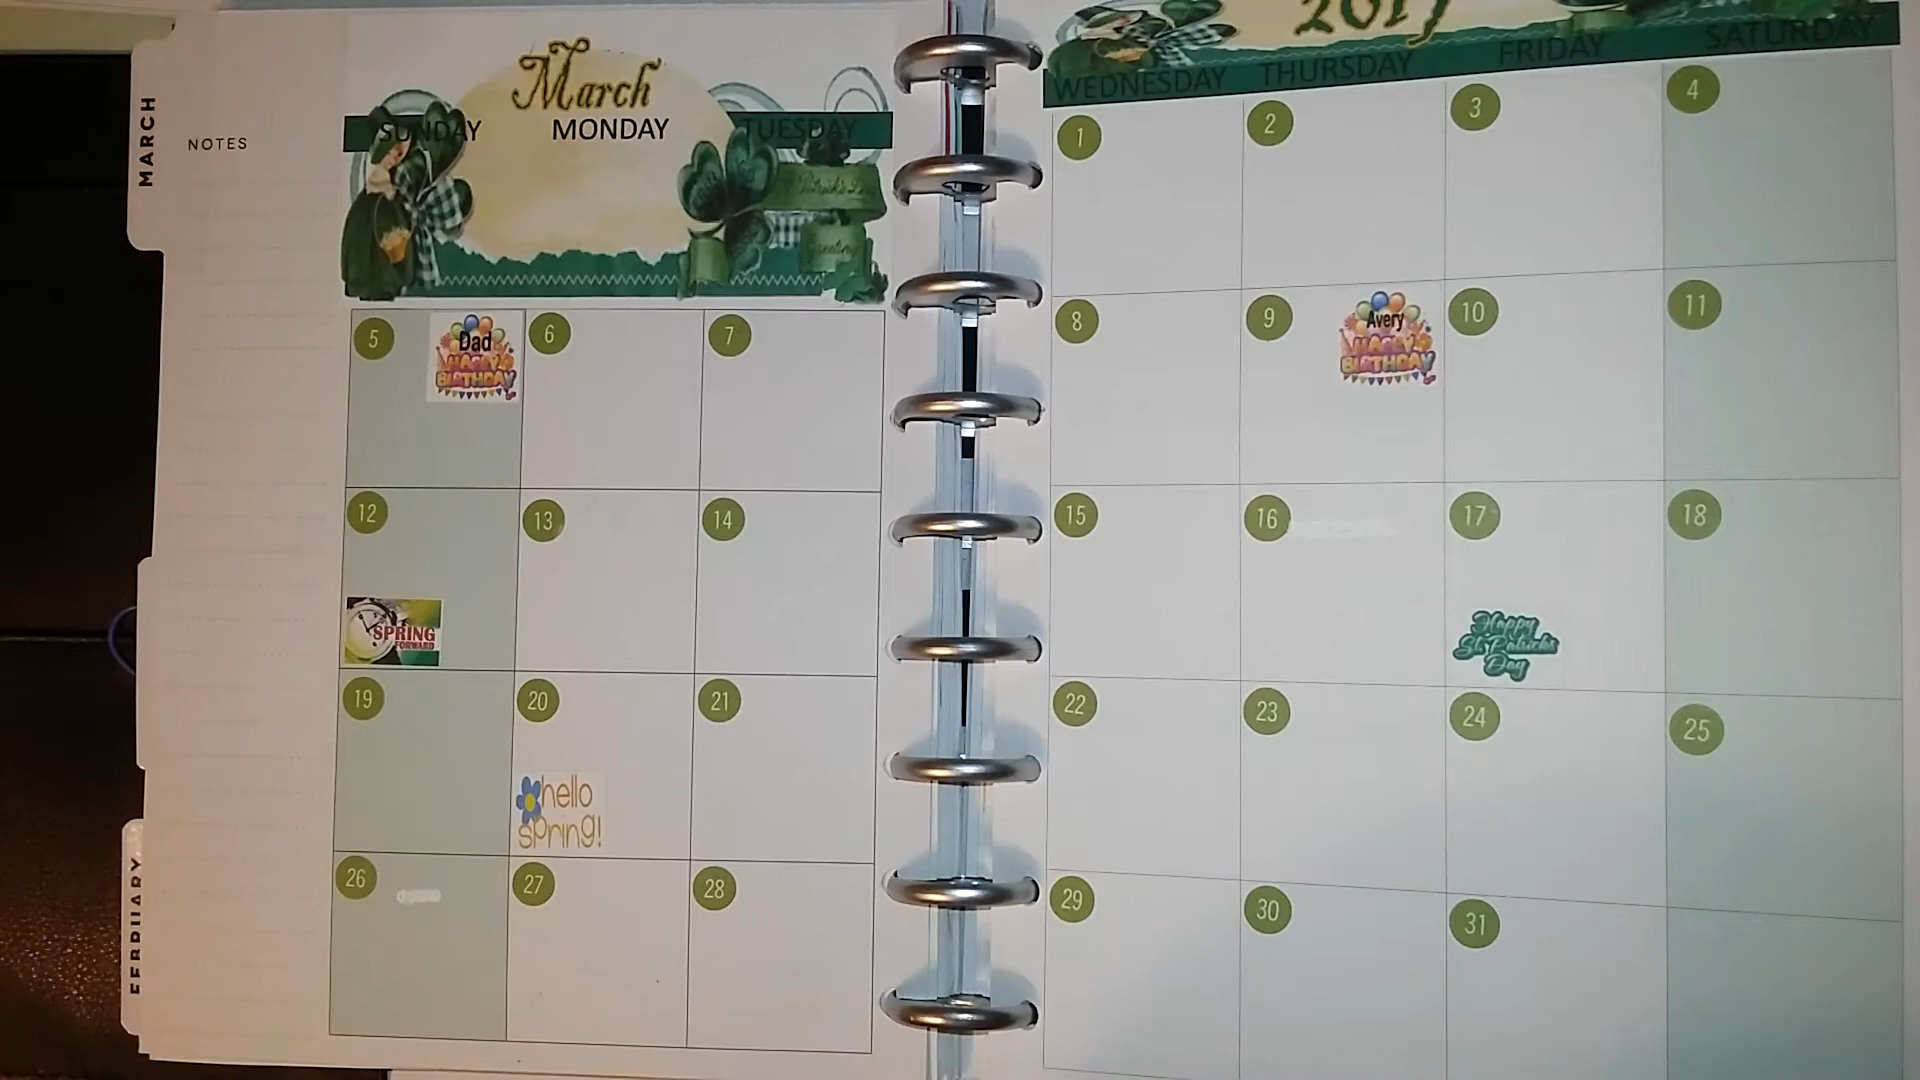 March
2017
SUNDAY MONDAY TUESDAY
WEDNESDAY THURSDAY FRIDAY SATURDAY
MARCH
NOTES
1 2 3 4
5 6 7
Dad
HAPPY
BIRTHDAY
8 9 10 11
Avery
HAPPY
BIRTHDAY
12 13 14
SPRING
FORWARD
15 16 17 18
Happy
St. Patrick's
Day
19 20 21
hello
spring!
22 23 24 25
26 27 28
29 30 31
FEBRUARY